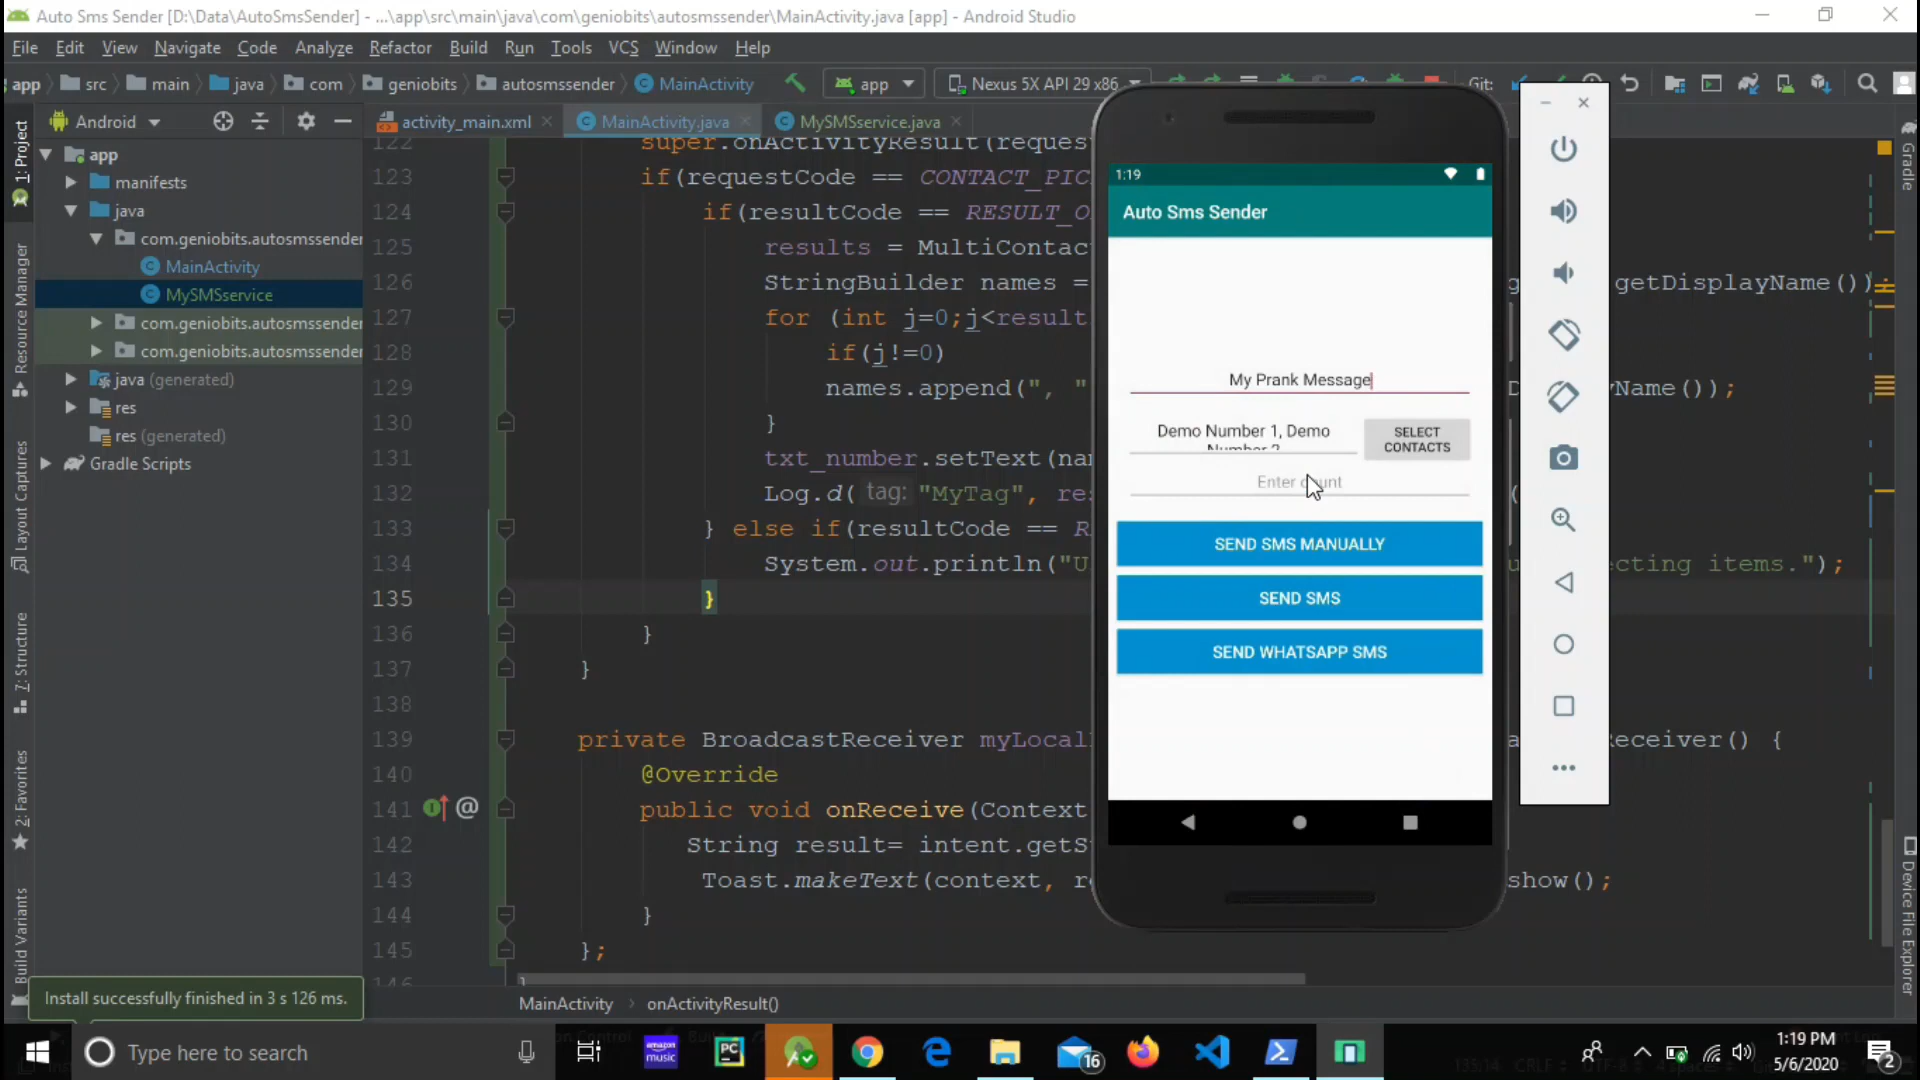 Auto Sms Sender [D:\Data\AutoSmsSender] - ...\app\src\main\java\com\geniobits\autosmssender\MainActivity.java [app] - Android Studio
File Edit View Navigate Code Analyze Refactor Build Run Tools VCS Window Help
app src main java com geniobits autosmssender MainActivity app Nexus 5X API 29 x86 Git:
Android activity_main.xml MainActivity.java MySMSservice.java
1: Project
Resource Manager
Layout Captures
7: Structure
2: Favorites
Build Variants
app
manifests
java
com.geniobits.autosmssender
MainActivity
MySMSservice
com.geniobits.autosmssender
com.geniobits.autosmssender
java (generated)
res
res (generated)
Gradle Scripts
122 super.onActivityResult(reques
123 if(requestCode == CONTACT_PIC
124 if(resultCode == RESULT_O
125 results = MultiContac
126 StringBuilder names = getDisplayName())
127 for (int j=0;j<result
128 if(j!=0)
129 names.append(", " Name());
130 }
131 txt_number.setText(na
132 Log.d( tag: "MyTag", re
133 } else if(resultCode == R
134 System.out.println("U ecting items.");
135 }
136 }
137 }
138
139 private BroadcastReceiver myLocal eceiver() {
140 @Override
141 public void onReceive(Context
142 String result= intent.getS
143 Toast.makeText(context, r show();
144 }
145 };
1:19
Auto Sms Sender
My Prank Message
Demo Number 1, Demo
Number 2
SELECT
CONTACTS
Enter count
SEND SMS MANUALLY
SEND SMS
SEND WHATSAPP SMS
Gradle
Device File Explorer
Install successfully finished in 3 s 126 ms.
MainActivity onActivityResult()
Type here to search
amazon
music
PC
16
1:19 PM
5/6/2020
2